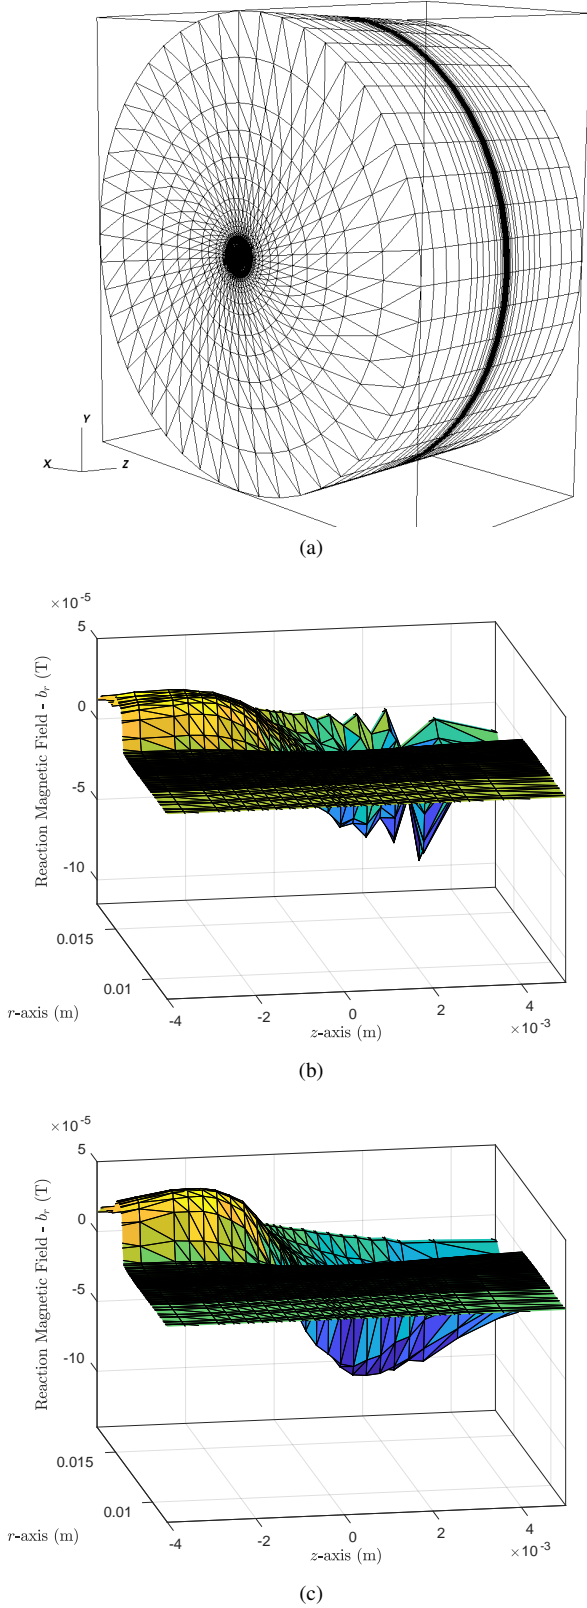 Y
X
Z
(a)
×10⁻⁵
5
0
-5
-10
Reaction Magnetic Field - bᵣ (T)
0.015
0.01
r-axis (m)
-4
-2
0
2
4
z-axis (m)
×10⁻³
(b)
×10⁻⁵
5
0
-5
-10
Reaction Magnetic Field - bᵣ (T)
0.015
0.01
r-axis (m)
-4
-2
0
2
4
z-axis (m)
×10⁻³
(c)